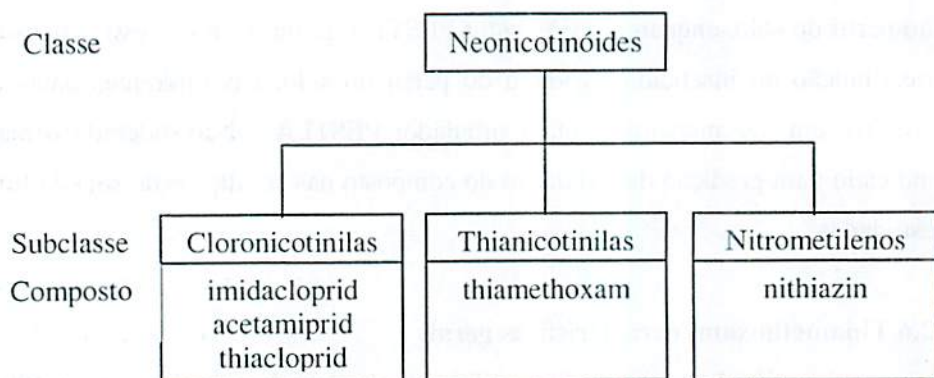 Classe Neonicotinóides
Subclasse Cloronicotinilas Thianicotinilas Nitrometilenos
Composto imidacloprid thiamethoxam nithiazin
acetamiprid
thiacloprid